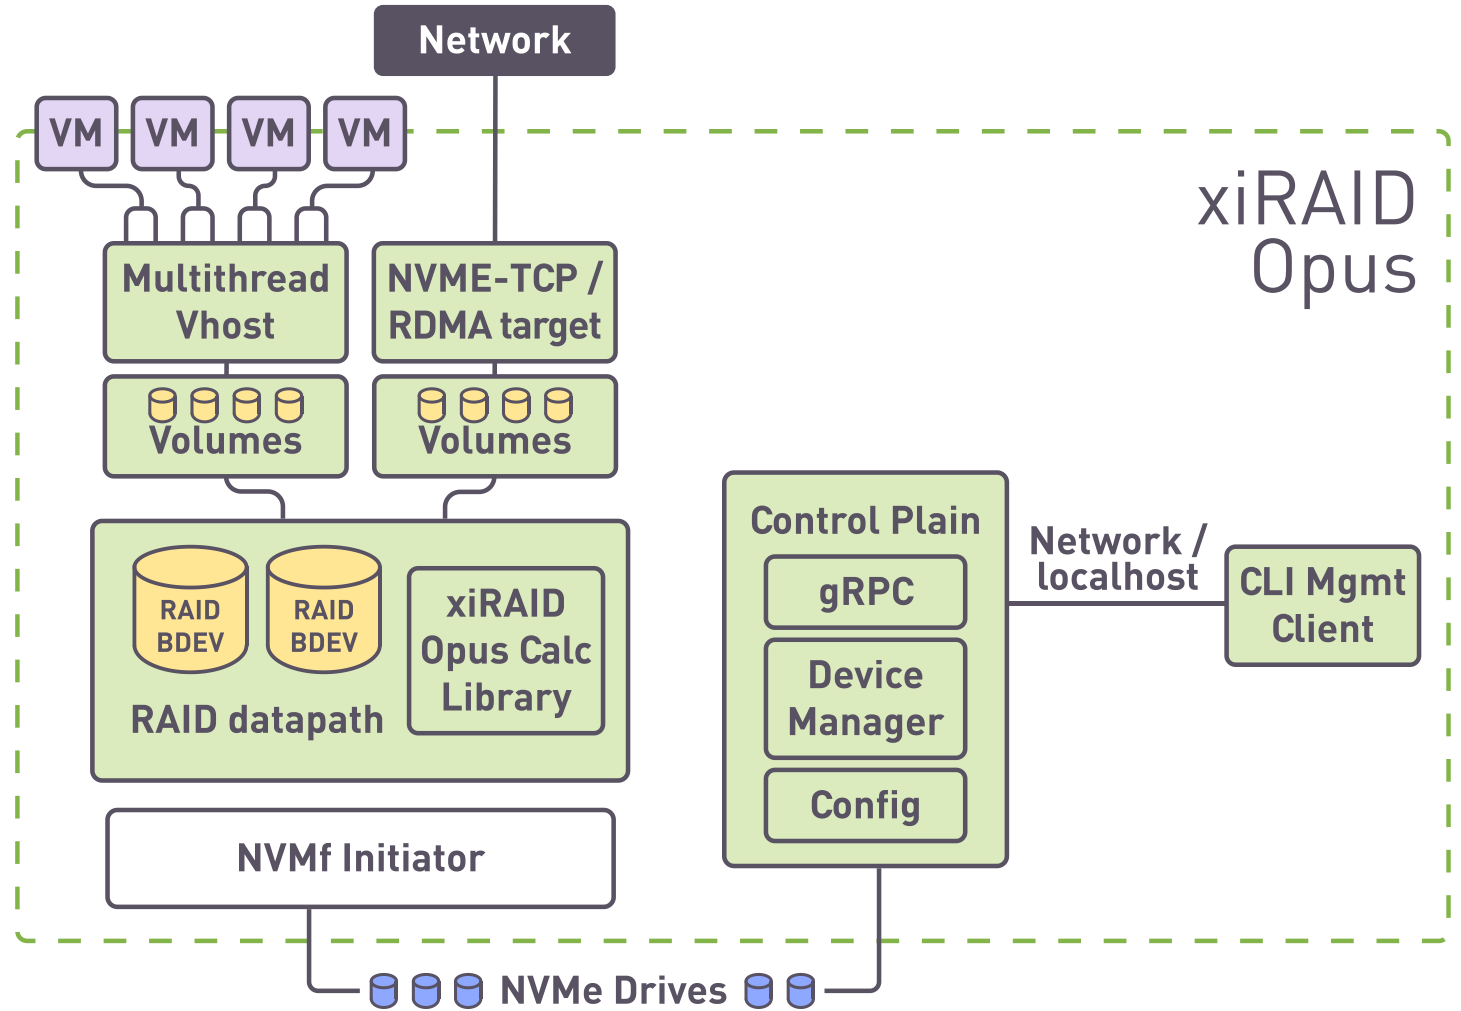 Network
VM
VM
VM
VM
xiRAID
Opus
Multithread
Vhost
NVME-TCP /
RDMA target
Volumes
Volumes
RAID
BDEV
RAID
BDEV
RAID datapath
xiRAID
Opus Calc
Library
NVMf Initiator
Control Plain
gRPC
Device
Manager
Config
Network /
localhost
CLI Mgmt
Client
NVMe Drives